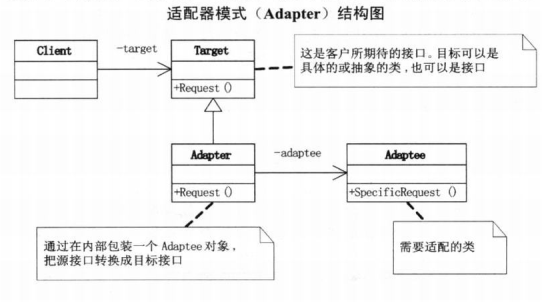 适配器模式（Adapter）结构图
Client
-target
Target
+Request ()
这是客户所期待的接口。目标可以是
具体的或抽象的类，也可以是接口
Adapter
+Request ()
-adaptee
Adaptee
+SpecificRequest ()
通过在内部包装一个 Adaptee 对象，
把源接口转换成目标接口
需要适配的类